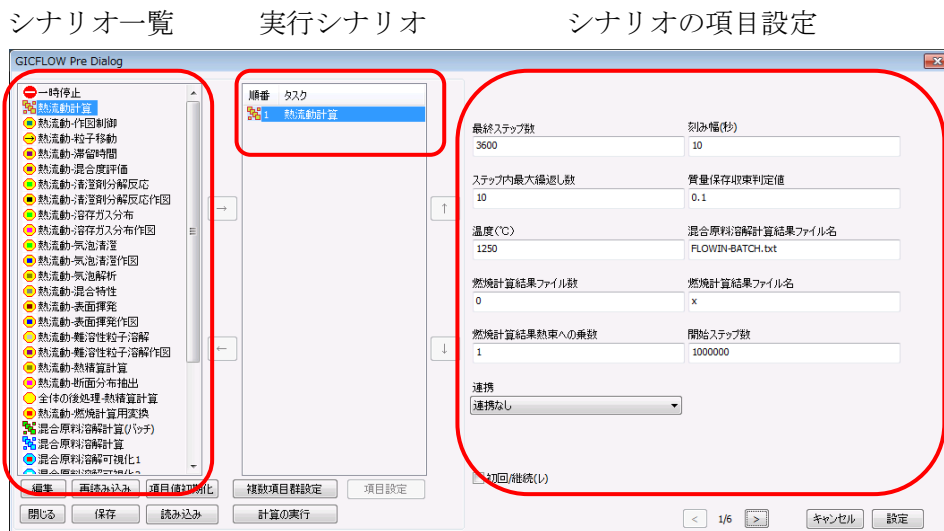 シナリオ一覧 実行シナリオ シナリオの項目設定
GICFLOW Pre Dialog
一時停止
熱流動計算
熱流動-作図制御
熱流動-粒子移動
熱流動-滞留時間
熱流動-混合度評価
熱流動-清澄剤分解反応
熱流動-清澄剤分解反応作図
熱流動-溶存ガス分布
熱流動-溶存ガス分布作図
熱流動-気泡清澄
熱流動-気泡清澄作図
熱流動-気泡解析
熱流動-混合特性
熱流動-表面揮発
熱流動-表面揮発作図
熱流動-難溶性粒子溶解
熱流動-難溶性粒子溶解作図
熱流動-熱精算計算
熱流動-断面分布抽出
全体の後処理-熱精算計算
熱流動-燃焼計算用変換
混合原料溶解計算(バッチ)
混合原料溶解計算
混合原料溶解可視化1
混合原料溶解可視化2
編集 再読み込み 項目値初期化
閉じる 保存 読み込み
順番 タスク
1 熱流動計算
→
←
↑
↓
複数項目群設定 項目設定
計算の実行
最終ステップ数 刻み幅(秒)
3600 10
ステップ内最大繰返し数 質量保存収束判定値
10 0.1
温度(℃) 混合原料溶解計算結果ファイル名
1250 FLOWIN-BATCH.txt
燃焼計算結果ファイル数 燃焼計算結果ファイル名
0 x
燃焼計算結果熱束への乗数 開始ステップ数
1 1000000
連携
連携なし
初回/継続(レ)
< 1/6 > キャンセル 設定